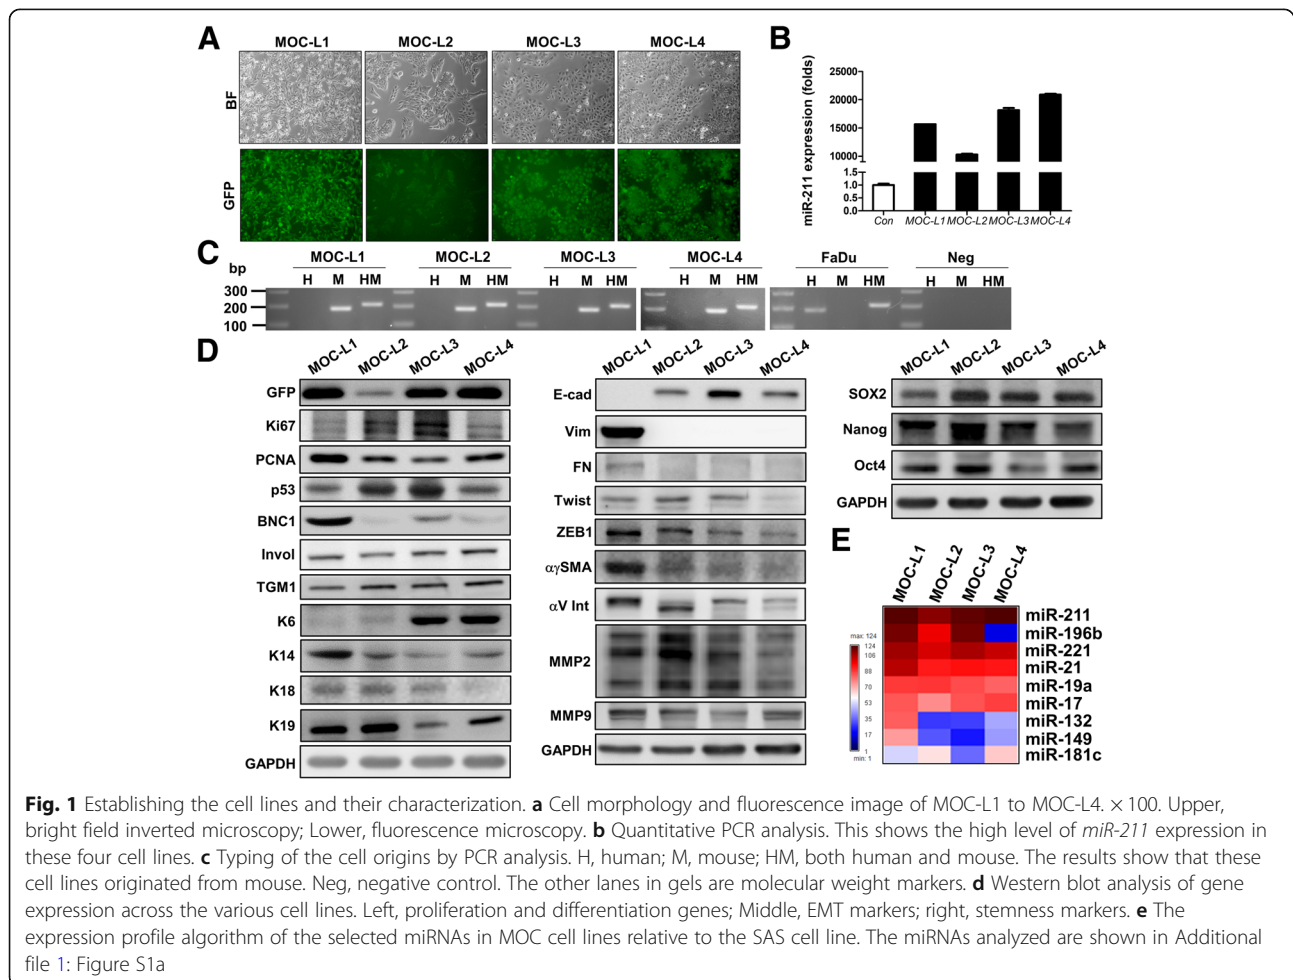 A
MOC-L1 MOC-L2 MOC-L3 MOC-L4
BF
GFP
B
miR-211 expression (folds)
25000
20000
15000
10000
1.5
1.0
0.5
0.0
Con MOC-L1 MOC-L2 MOC-L3 MOC-L4
C
MOC-L1 MOC-L2 MOC-L3 MOC-L4 FaDu Neg
bp H M HM H M HM H M HM H M HM H M HM H M HM
300
200
100
D
MOC-L1 MOC-L2 MOC-L3 MOC-L4
GFP
Ki67
PCNA
p53
BNC1
Invol
TGM1
K6
K14
K18
K19
GAPDH
MOC-L1 MOC-L2 MOC-L3 MOC-L4
E-cad
Vim
FN
Twist
ZEB1
αγSMA
αV Int
MMP2
MMP9
GAPDH
MOC-L1 MOC-L2 MOC-L3 MOC-L4
SOX2
Nanog
Oct4
GAPDH
E
MOC-L1 MOC-L2 MOC-L3 MOC-L4
miR-211
miR-196b
miR-221
miR-21
miR-19a
miR-17
miR-132
miR-149
miR-181c
max: 124
124
106
88
70
53
35
17
1
min: 1
Fig. 1 Establishing the cell lines and their characterization. a Cell morphology and fluorescence image of MOC-L1 to MOC-L4. × 100. Upper,
bright field inverted microscopy; Lower, fluorescence microscopy. b Quantitative PCR analysis. This shows the high level of miR-211 expression in
these four cell lines. c Typing of the cell origins by PCR analysis. H, human; M, mouse; HM, both human and mouse. The results show that these
cell lines originated from mouse. Neg, negative control. The other lanes in gels are molecular weight markers. d Western blot analysis of gene
expression across the various cell lines. Left, proliferation and differentiation genes; Middle, EMT markers; right, stemness markers. e The
expression profile algorithm of the selected miRNAs in MOC cell lines relative to the SAS cell line. The miRNAs analyzed are shown in Additional
file 1: Figure S1a